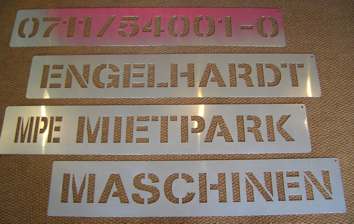 0711/54001-0
ENGELHARDT
MPE MIETPARK
MASCHINEN